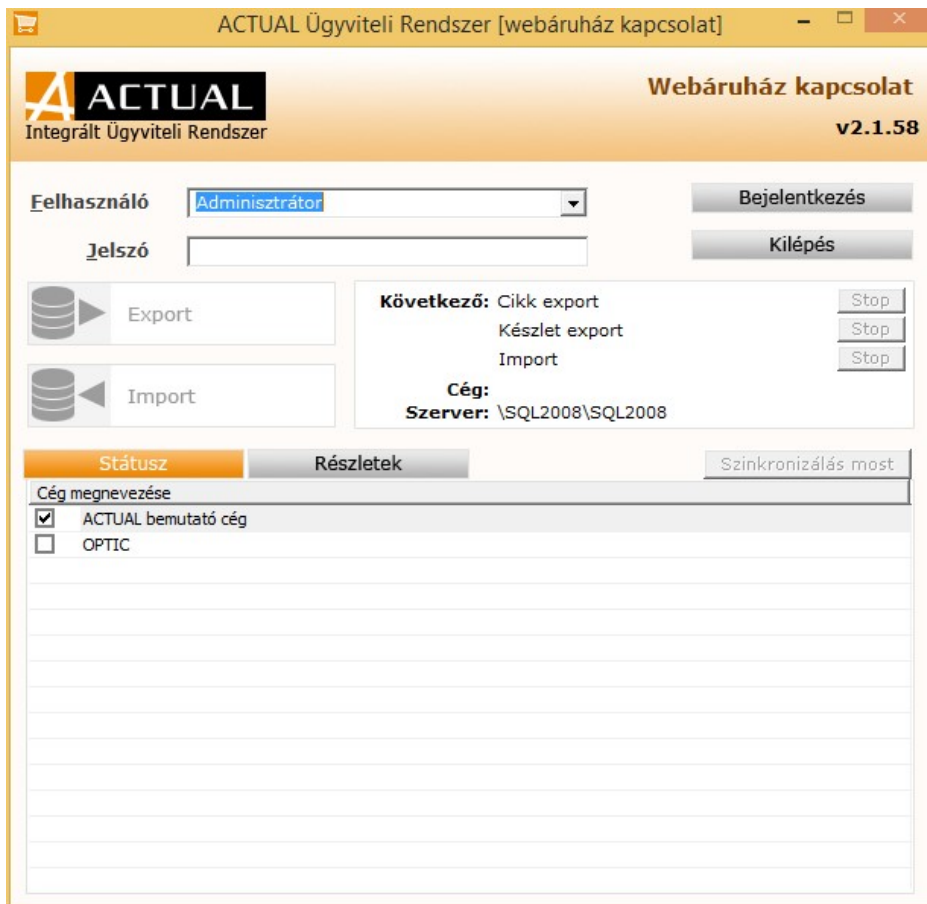 ACTUAL Ügyviteli Rendszer [webáruház kapcsolat]
ACTUAL
Integrált Ügyviteli Rendszer
Webáruház kapcsolat
v2.1.58
Felhasználó Adminisztrátor Bejelentkezés
Jelszó Kilépés
Export
Import
Következő: Cikk export Stop
Készlet export Stop
Import Stop
Cég:
Szerver: \SQL2008\SQL2008
Státusz Részletek Szinkronizálás most
Cég megnevezése
ACTUAL bemutató cég
OPTIC